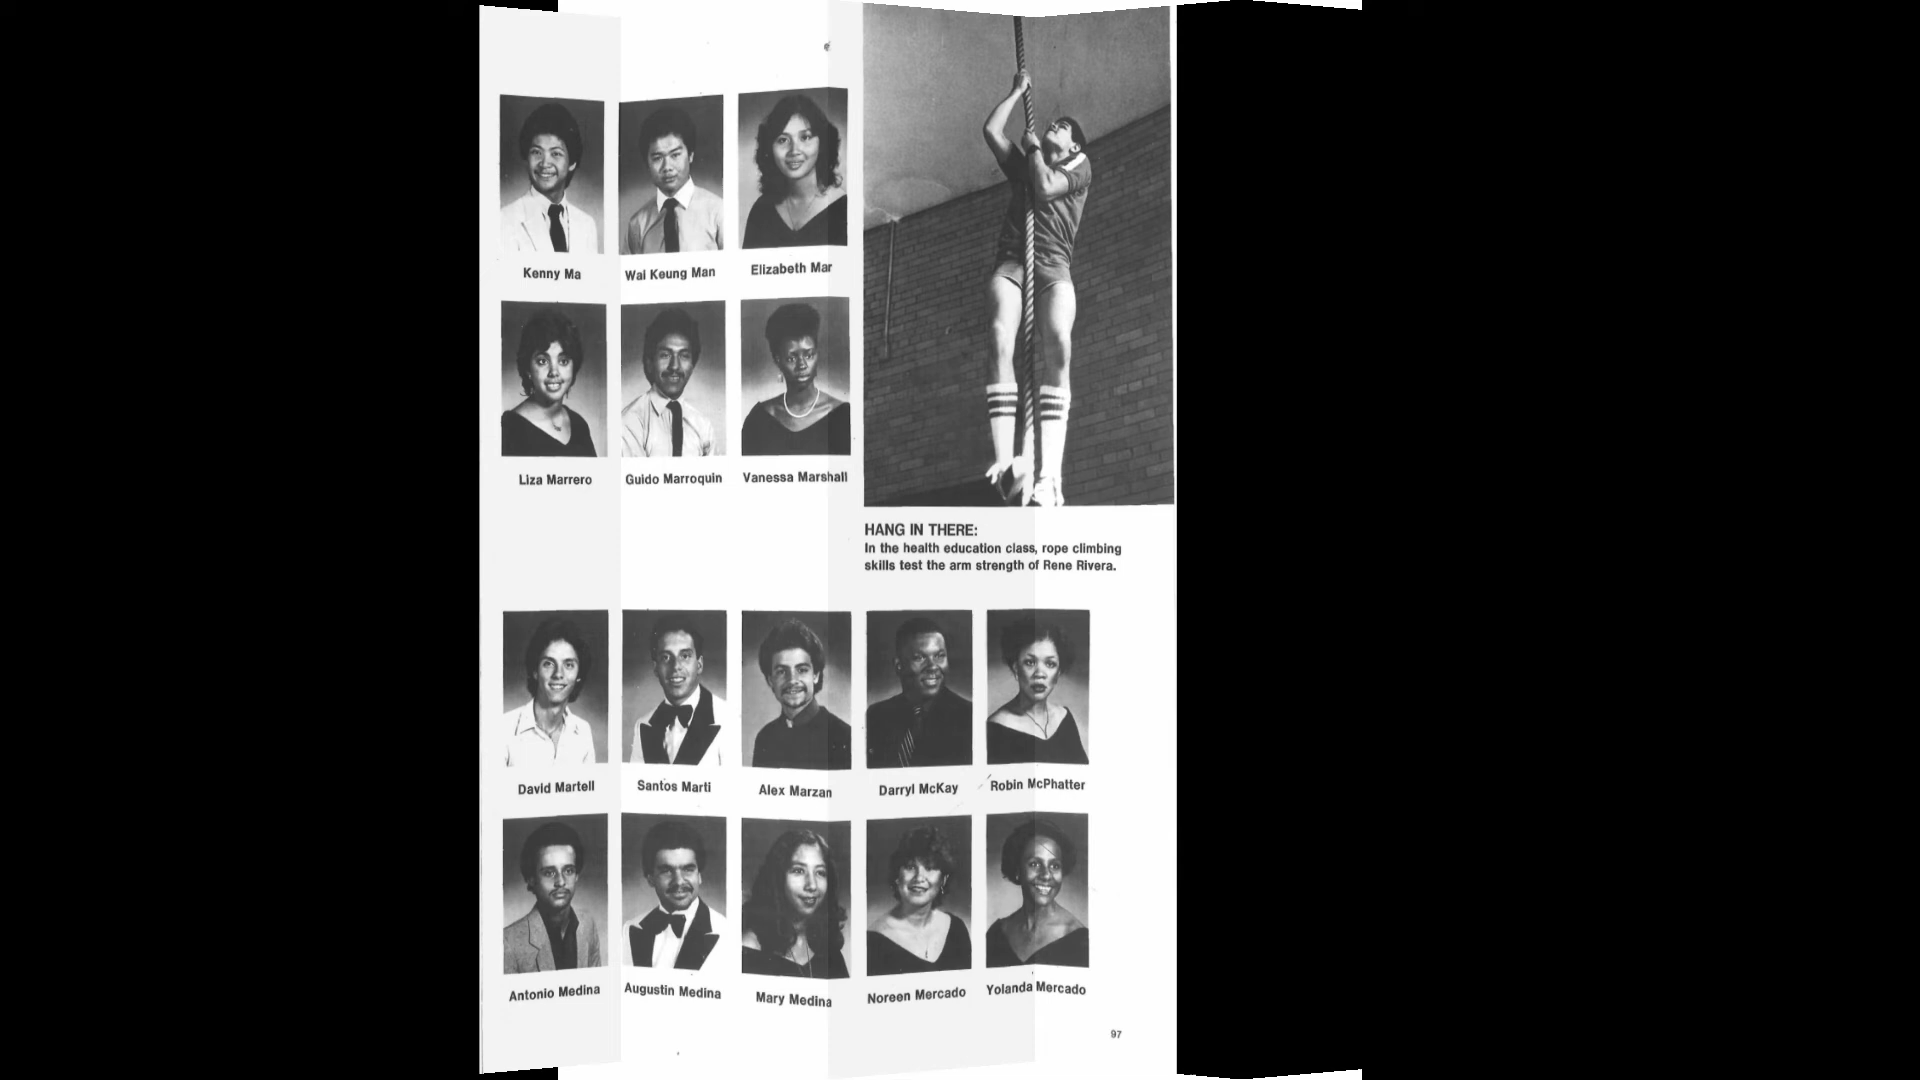 Kenny Ma
Wai Keung Man
Elizabeth Mar
Liza Marrero
Guido Marroquin
Vanessa Marshall
HANG IN THERE:
In the health education class, rope climbing
skills test the arm strength of Rene Rivera.
David Martell
Santos Marti
Alex Marzan
Darryl McKay
Robin McPhatter
Antonio Medina
Augustin Medina
Mary Medina
Noreen Mercado
Yolanda Mercado
97